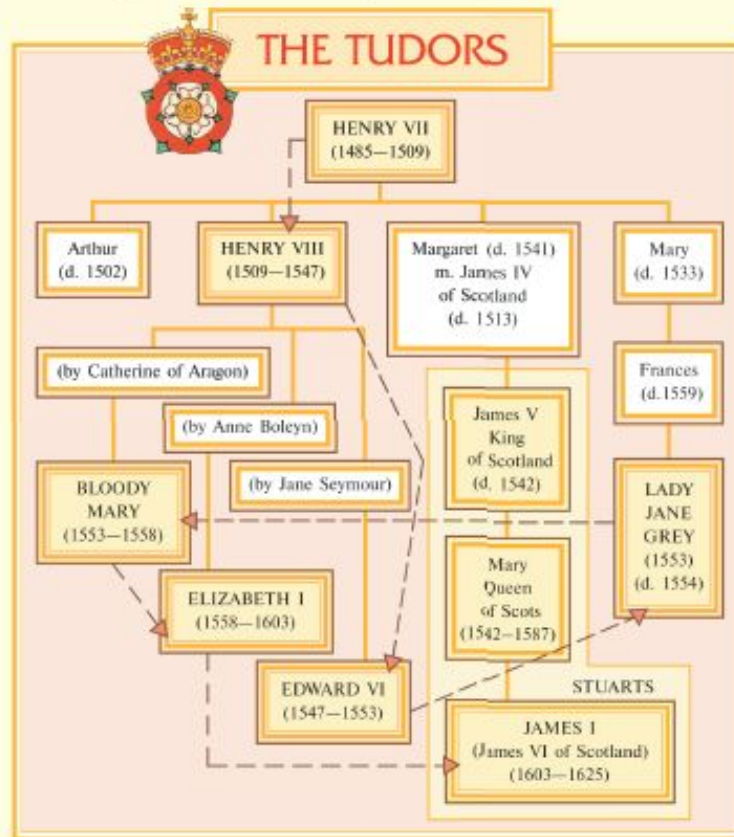 THE TUDORS
HENRY VII
(1485—1509)
Arthur
(d. 1502)
HENRY VIII
(1509—1547)
Margaret (d. 1541)
m. James IV
of Scotland
(d. 1513)
Mary
(d. 1533)
(by Catherine of Aragon)
(by Anne Boleyn)
(by Jane Seymour)
James V
King
of Scotland
(d. 1542)
Frances
(d.1559)
BLOODY
MARY
(1553—1558)
LADY
JANE
GREY
(1553)
(d. 1554)
ELIZABETH I
(1558—1603)
Mary
Queen
of Scots
(1542—1587)
EDWARD VI
(1547—1553)
STUARTS
JAMES I
(James VI of Scotland)
(1603—1625)